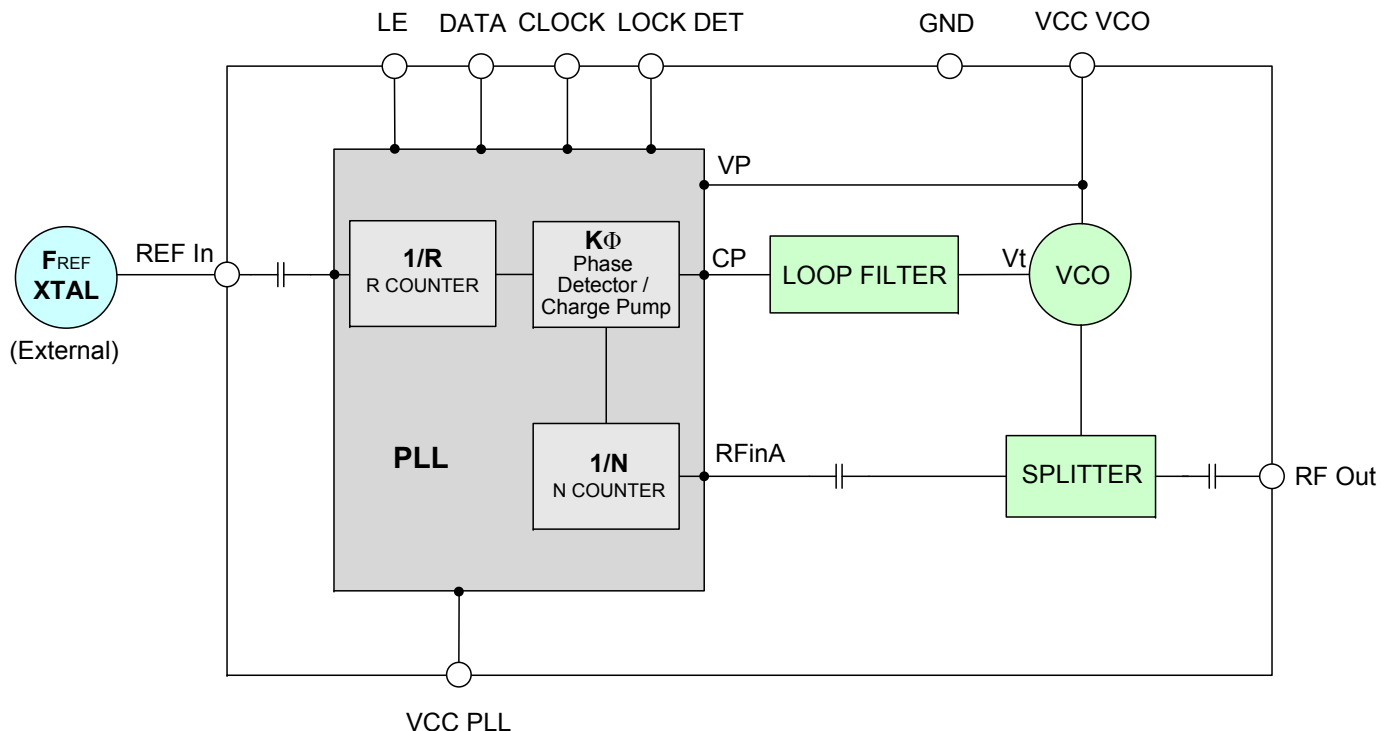 LE DATA CLOCK LOCK DET GND VCC VCO
VP
FREF
XTAL
(External)
REF In
1/R
R COUNTER
KΦ
Phase
Detector /
Charge Pump
CP
LOOP FILTER
Vt
VCO
PLL
1/N
N COUNTER
RFinA
SPLITTER
RF Out
VCC PLL